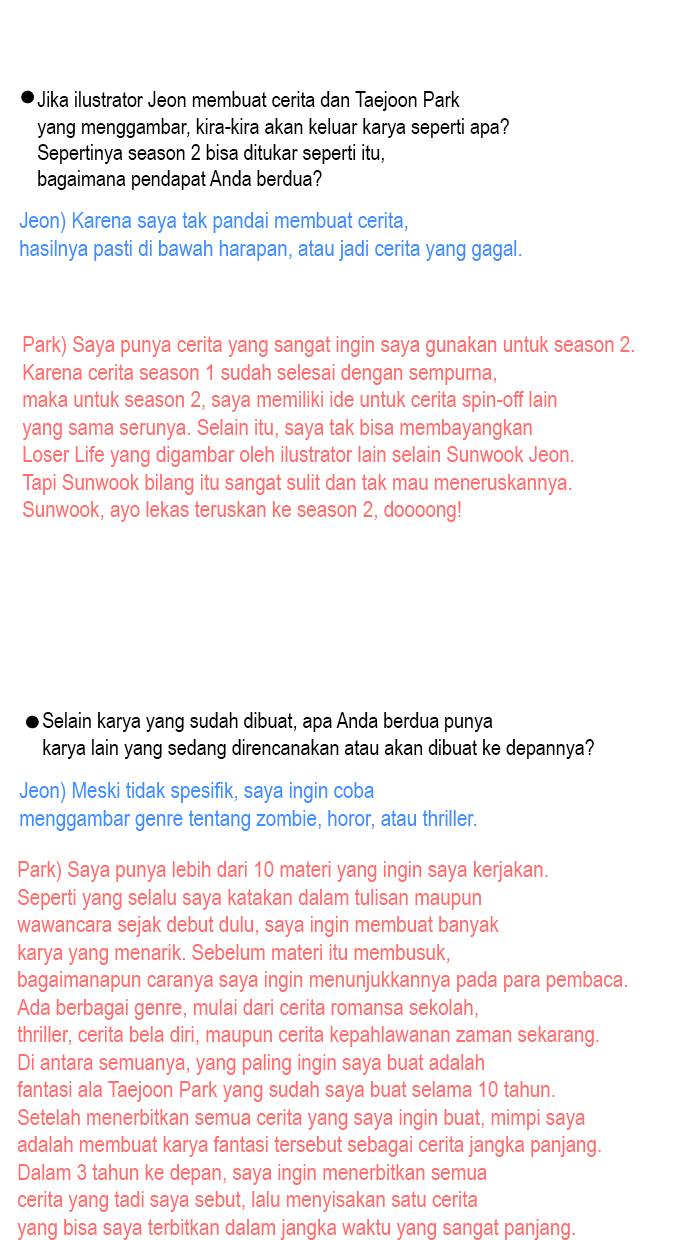 ●Jika ilustrator Jeon membuat cerita dan Taejoon Park
yang menggambar, kira-kira akan keluar karya seperti apa?
Sepertinya season 2 bisa ditukar seperti itu,
bagaimana pendapat Anda berdua?
Jeon) Karena saya tak pandai membuat cerita,
hasilnya pasti di bawah harapan, atau jadi cerita yang gagal.
Park) Saya punya cerita yang sangat ingin saya gunakan untuk season 2.
Karena cerita season 1 sudah selesai dengan sempurna,
maka untuk season 2, saya memiliki ide untuk cerita spin-off lain
yang sama serunya. Selain itu, saya tak bisa membayangkan
Loser Life yang digambar oleh ilustrator lain selain Sunwook Jeon.
Tapi Sunwook bilang itu sangat sulit dan tak mau meneruskannya.
Sunwook, ayo lekas teruskan ke season 2, doooong!
●Selain karya yang sudah dibuat, apa Anda berdua punya
karya lain yang sedang direncanakan atau akan dibuat ke depannya?
Jeon) Meski tidak spesifik, saya ingin coba
menggambar genre tentang zombie, horor, atau thriller.
Park) Saya punya lebih dari 10 materi yang ingin saya kerjakan.
Seperti yang selalu saya katakan dalam tulisan maupun
wawancara sejak debut dulu, saya ingin membuat banyak
karya yang menarik. Sebelum materi itu membusuk,
bagaimanapun caranya saya ingin menunjukkannya pada para pembaca.
Ada berbagai genre, mulai dari cerita romansa sekolah,
thriller, cerita bela diri, maupun cerita kepahlawanan zaman sekarang.
Di antara semuanya, yang paling ingin saya buat adalah
fantasi ala Taejoon Park yang sudah saya buat selama 10 tahun.
Setelah menerbitkan semua cerita yang saya ingin buat, mimpi saya
adalah membuat karya fantasi tersebut sebagai cerita jangka panjang.
Dalam 3 tahun ke depan, saya ingin menerbitkan semua
cerita yang tadi saya sebut, lalu menyisakan satu cerita
yang bisa saya terbitkan dalam jangka waktu yang sangat panjang.